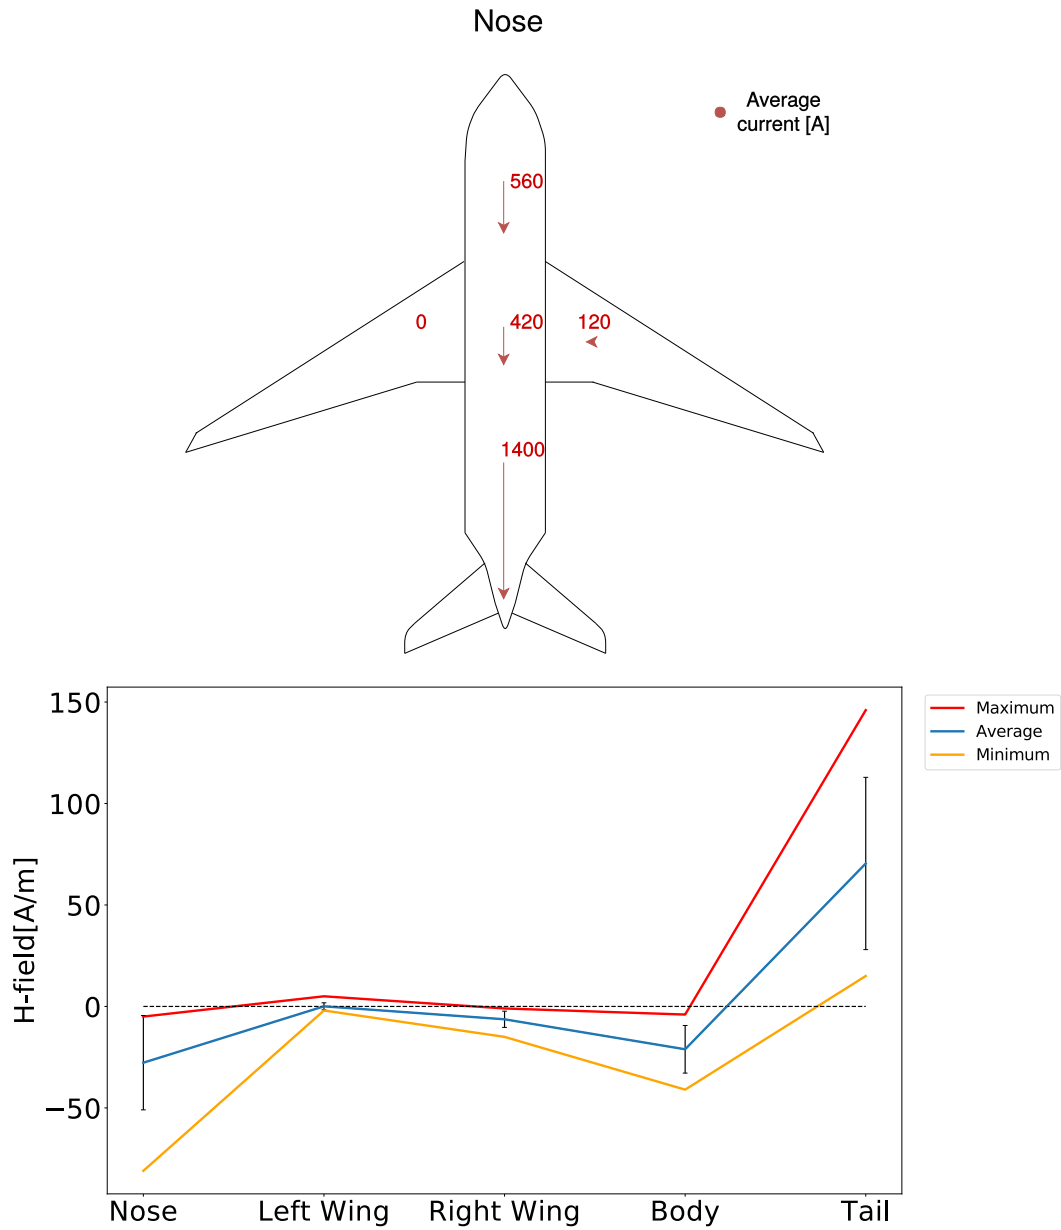 Nose
Average
current [A]
560
0
420
120
1400
150
100
50
0
−50
H-field[A/m]
Maximum
Average
Minimum
Nose
Left Wing
Right Wing
Body
Tail